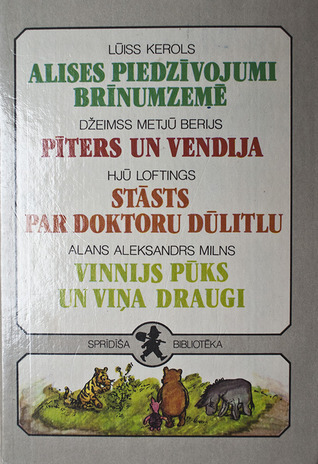 LŪISS KEROLS
ALISES PIEDZĪVOJUMI
BRĪNUMZEMĒ
DŽEIMSS METJŪ BERIJS
PĪTERS UN VENDIJA
HJŪ LOFTINGS
STĀSTS
PAR DOKTORU DŪLITLU
ALANS ALEKSANDRS MILNS
VINNIJS PŪKS
UN VIŅA DRAUGI
SPRĪDĪŠA BIBLIOTĒKA